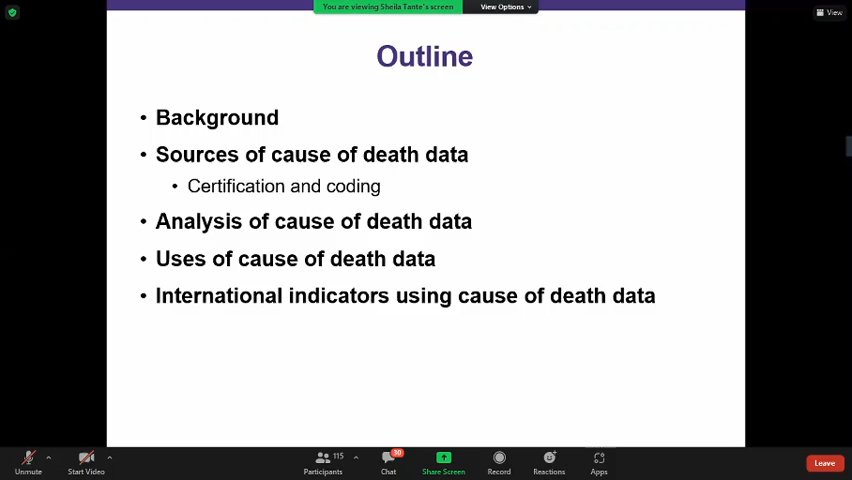 You are viewing Sheila Tante's screen
View Options
View
Outline
• Background
• Sources of cause of death data
• Certification and coding
• Analysis of cause of death data
• Uses of cause of death data
• International indicators using cause of death data
Unmute
Start Video
115
Participants
30
Chat
Share Screen
Record
Reactions
Apps
Leave